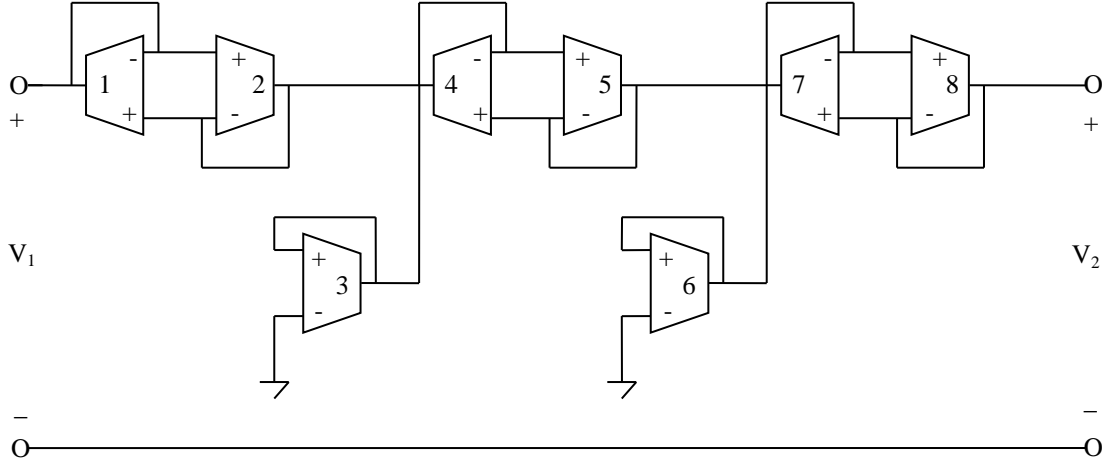 O - + - + O
1 2 4 5 7 8
+ + - + - + - +
+ +
V1 3 6 V2
- -
– –
O O